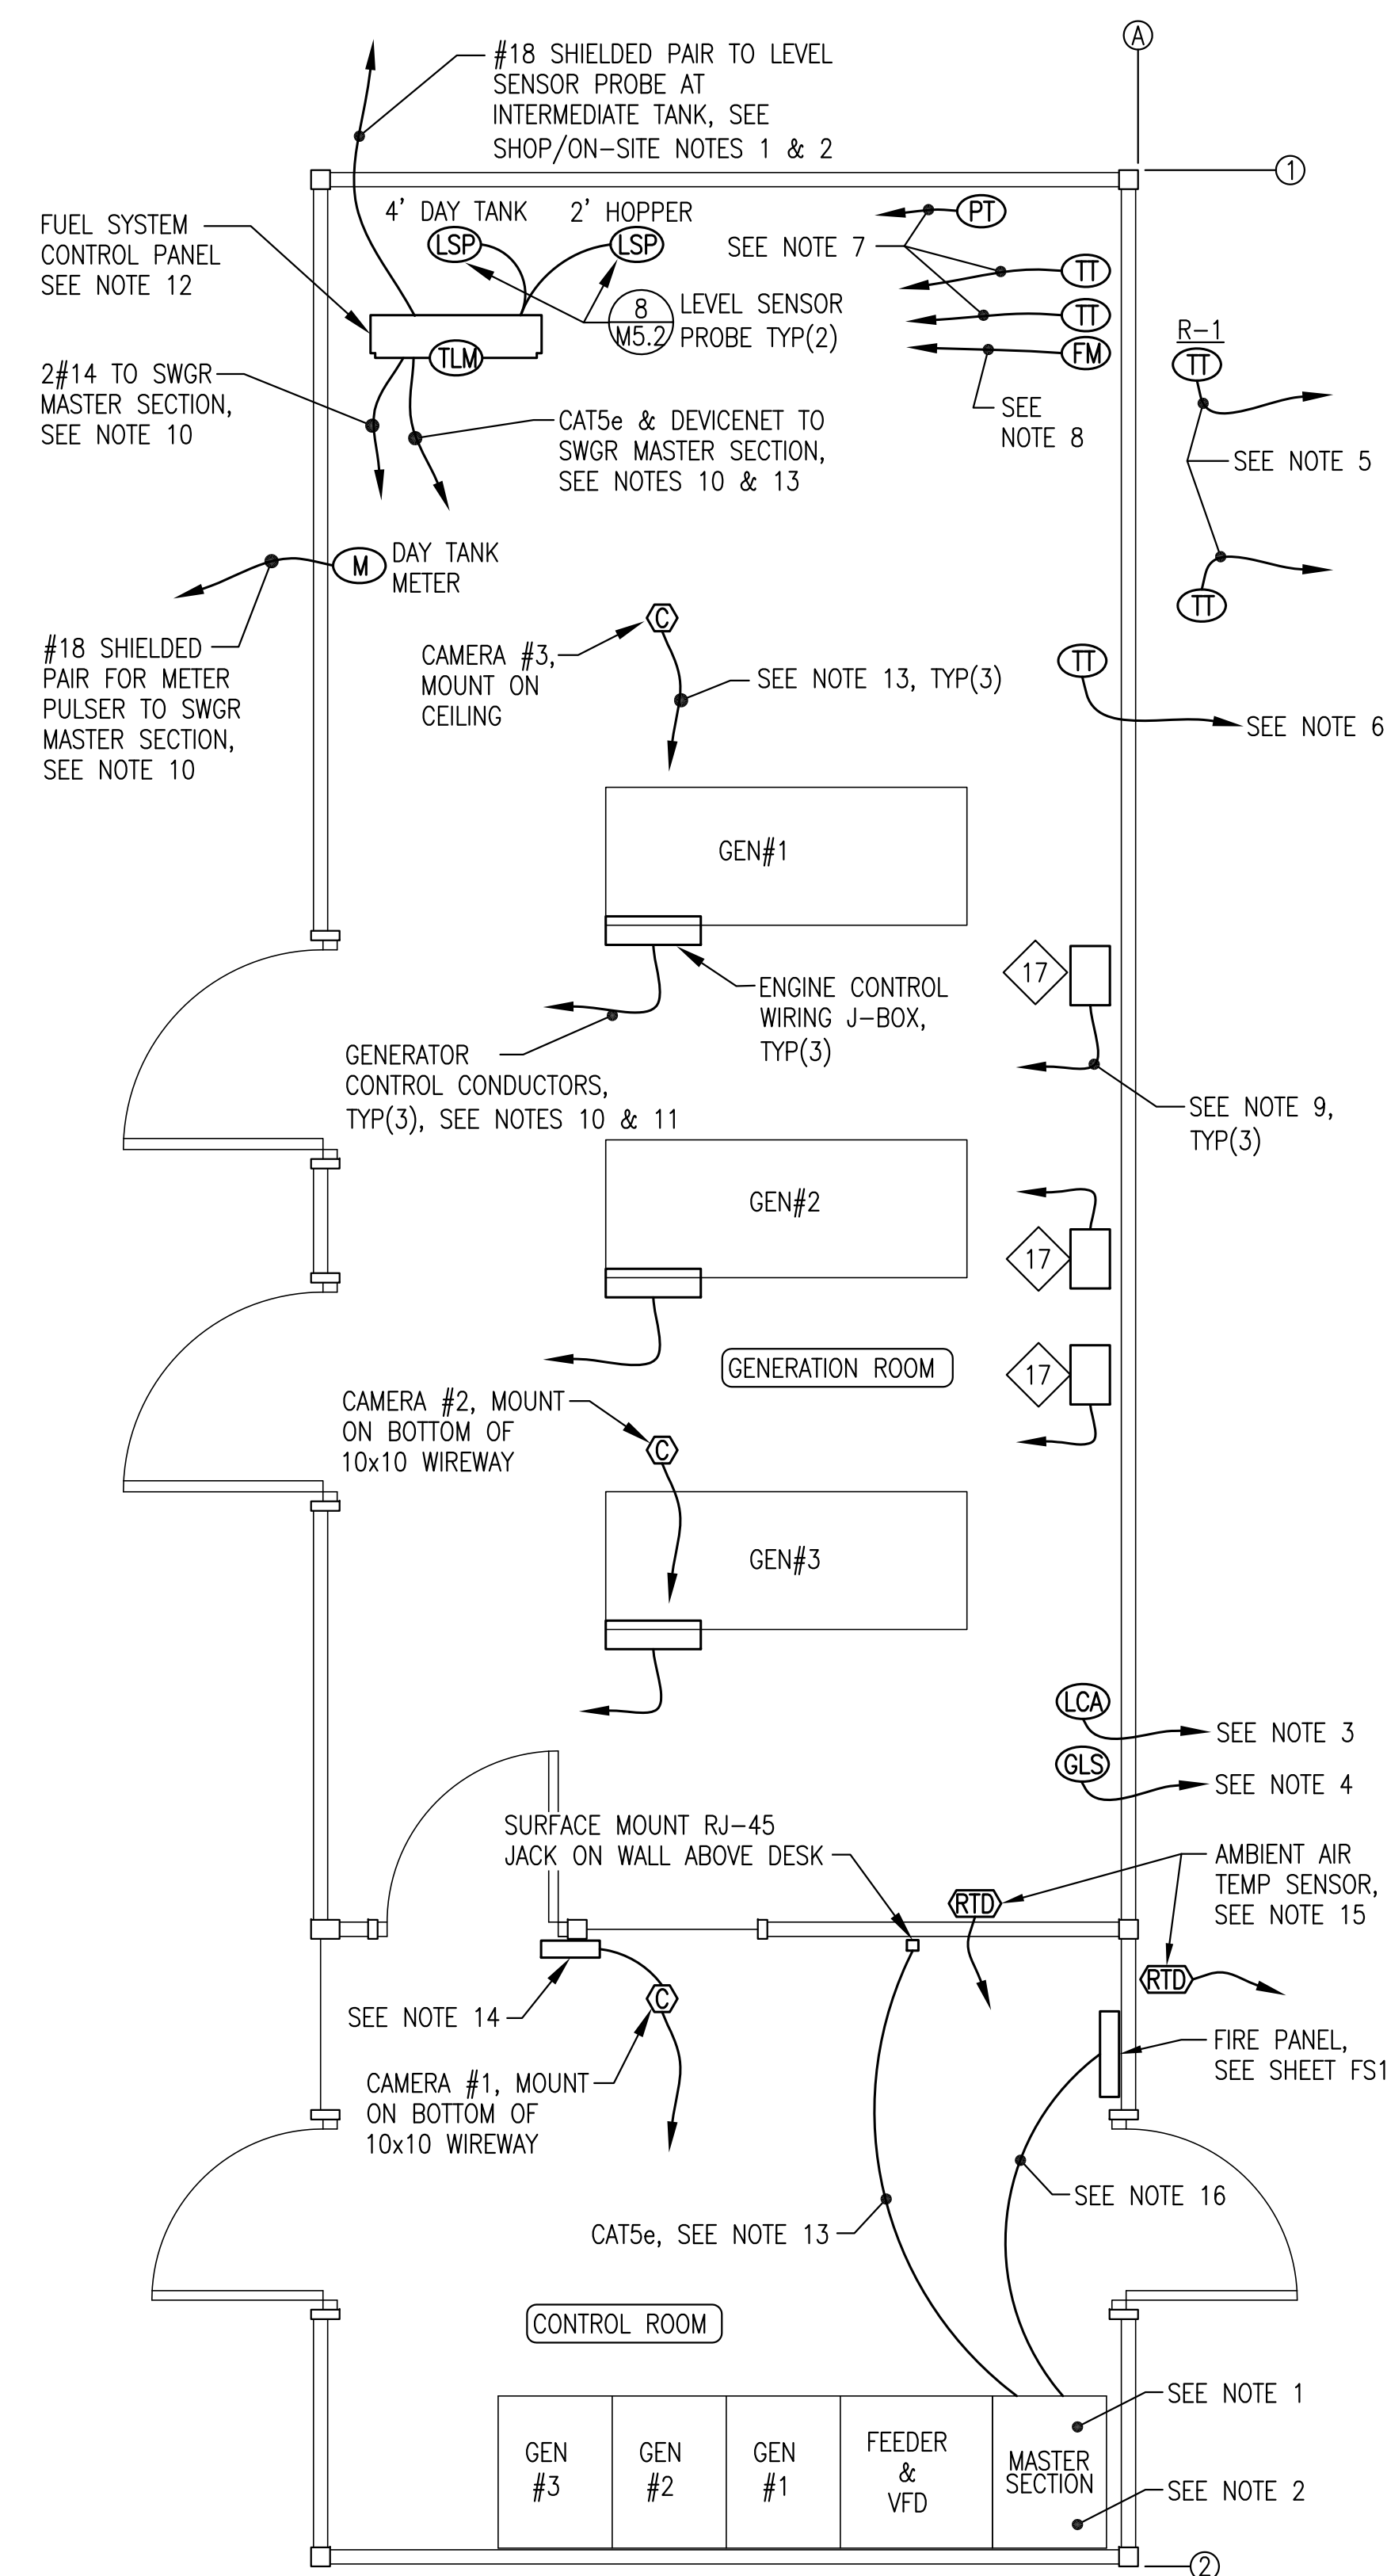 #18 SHIELDED PAIR TO LEVEL
SENSOR PROBE AT
INTERMEDIATE TANK, SEE
SHOP/ON-SITE NOTES 1 & 2
A
1
FUEL SYSTEM
CONTROL PANEL
SEE NOTE 12
4' DAY TANK
2' HOPPER
LSP
LSP
SEE NOTE 7
PT
TT
TT
FM
8
M5.2
LEVEL SENSOR
PROBE TYP(2)
TLM
R-1
TT
SEE
NOTE 8
2#14 TO SWGR
MASTER SECTION,
SEE NOTE 10
CAT5e & DEVICENET TO
SWGR MASTER SECTION,
SEE NOTES 10 & 13
SEE NOTE 5
TT
M
DAY TANK
METER
#18 SHIELDED
PAIR FOR METER
PULSER TO SWGR
MASTER SECTION,
SEE NOTE 10
C
CAMERA #3,
MOUNT ON
CEILING
SEE NOTE 13, TYP(3)
TT
SEE NOTE 6
GEN#1
17
ENGINE CONTROL
WIRING J-BOX,
TYP(3)
GENERATOR
CONTROL CONDUCTORS,
TYP(3), SEE NOTES 10 & 11
SEE NOTE 9,
TYP(3)
GEN#2
17
GENERATION ROOM
17
CAMERA #2, MOUNT
ON BOTTOM OF
10x10 WIREWAY
C
GEN#3
LCA
SEE NOTE 3
GLS
SEE NOTE 4
SURFACE MOUNT RJ-45
JACK ON WALL ABOVE DESK
RTD
AMBIENT AIR
TEMP SENSOR,
SEE NOTE 15
RTD
SEE NOTE 14
C
CAMERA #1, MOUNT
ON BOTTOM OF
10x10 WIREWAY
FIRE PANEL,
SEE SHEET FS1
SEE NOTE 16
CAT5e, SEE NOTE 13
CONTROL ROOM
SEE NOTE 1
GEN
#3
GEN
#2
GEN
#1
FEEDER
&
VFD
MASTER
SECTION
SEE NOTE 2
2